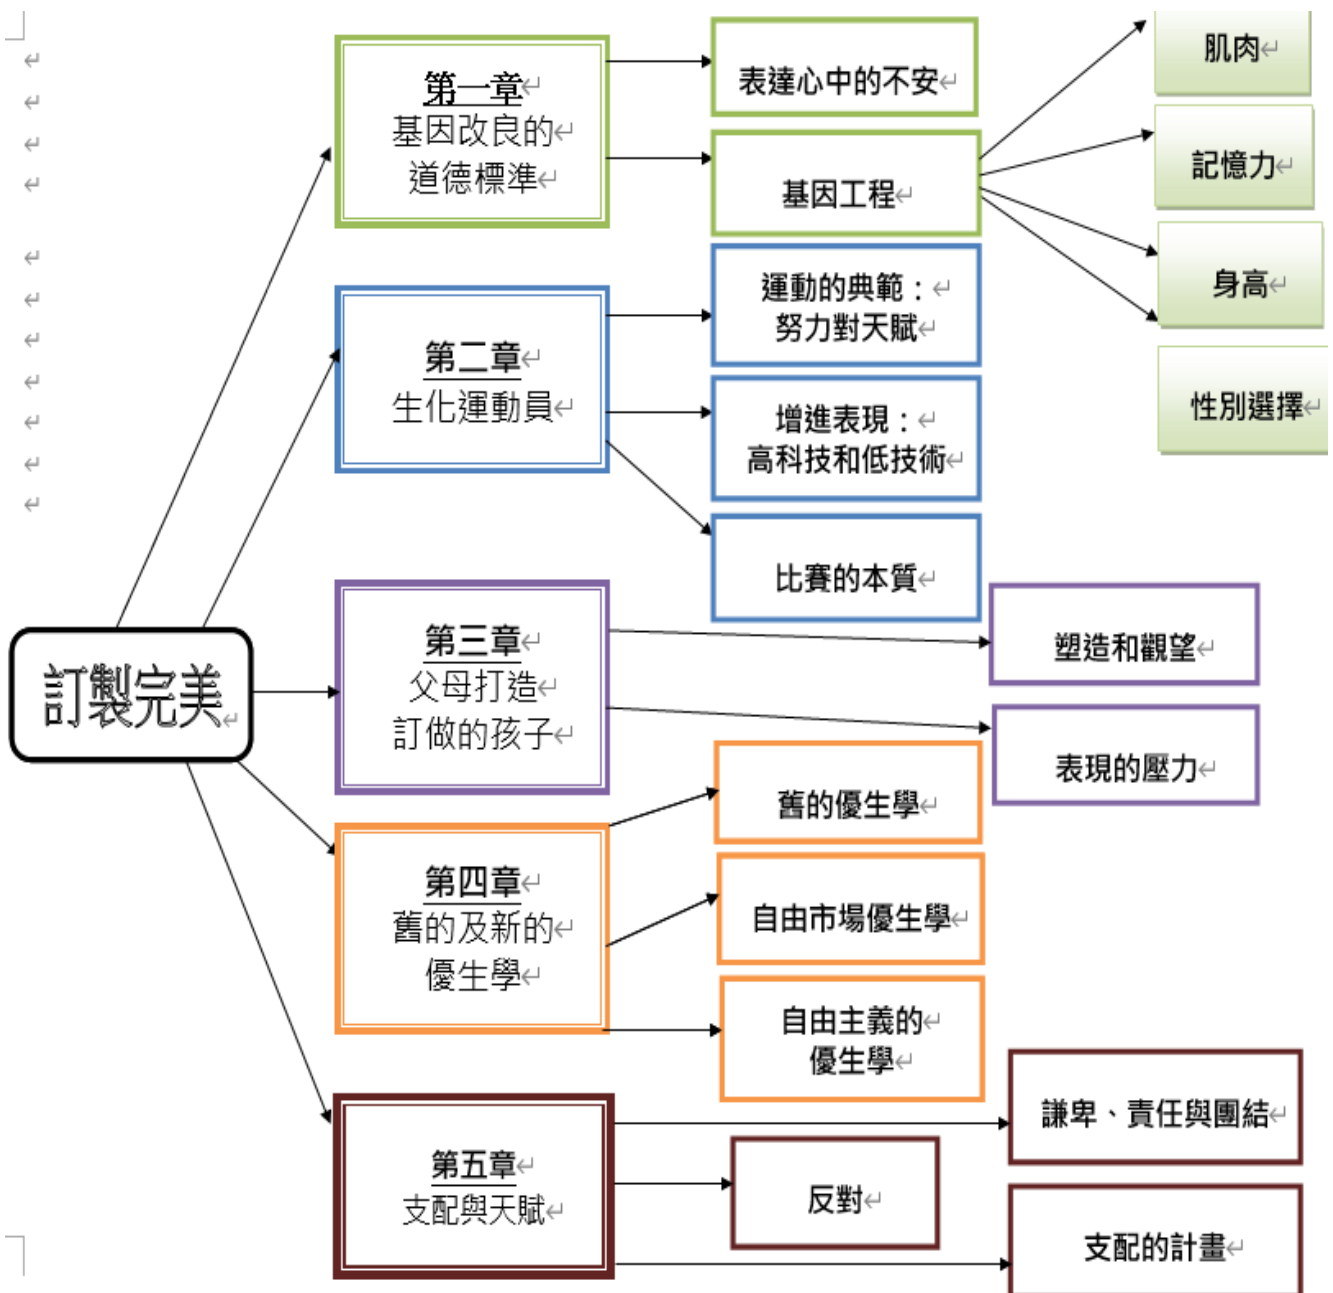 訂製完美
第一章
基因改良的
道德標準
表達心中的不安
基因工程
肌肉
記憶力
身高
性別選擇
第二章
生化運動員
運動的典範：
努力對天賦
增進表現：
高科技和低技術
比賽的本質
第三章
父母打造
訂做的孩子
塑造和觀望
表現的壓力
第四章
舊的及新的
優生學
舊的優生學
自由市場優生學
自由主義的
優生學
第五章
支配與天賦
謙卑、責任與團結
反對
支配的計畫